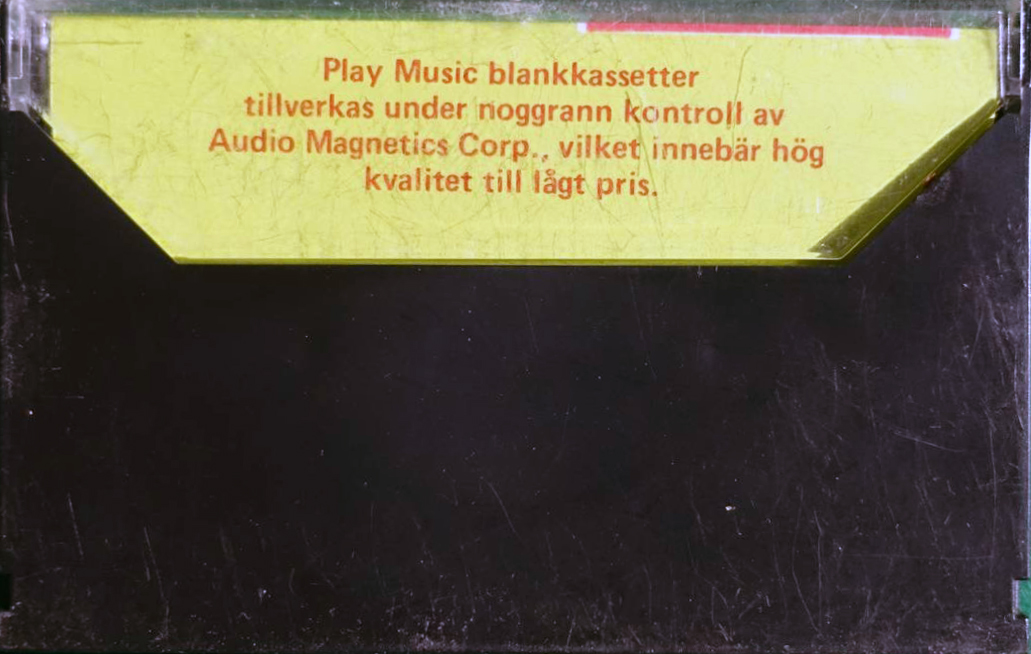 Play Music blankkassetter
tillverkas under noggrann kontroll av
Audio Magnetics Corp., vilket innebär hög
kvalitet till lågt pris.